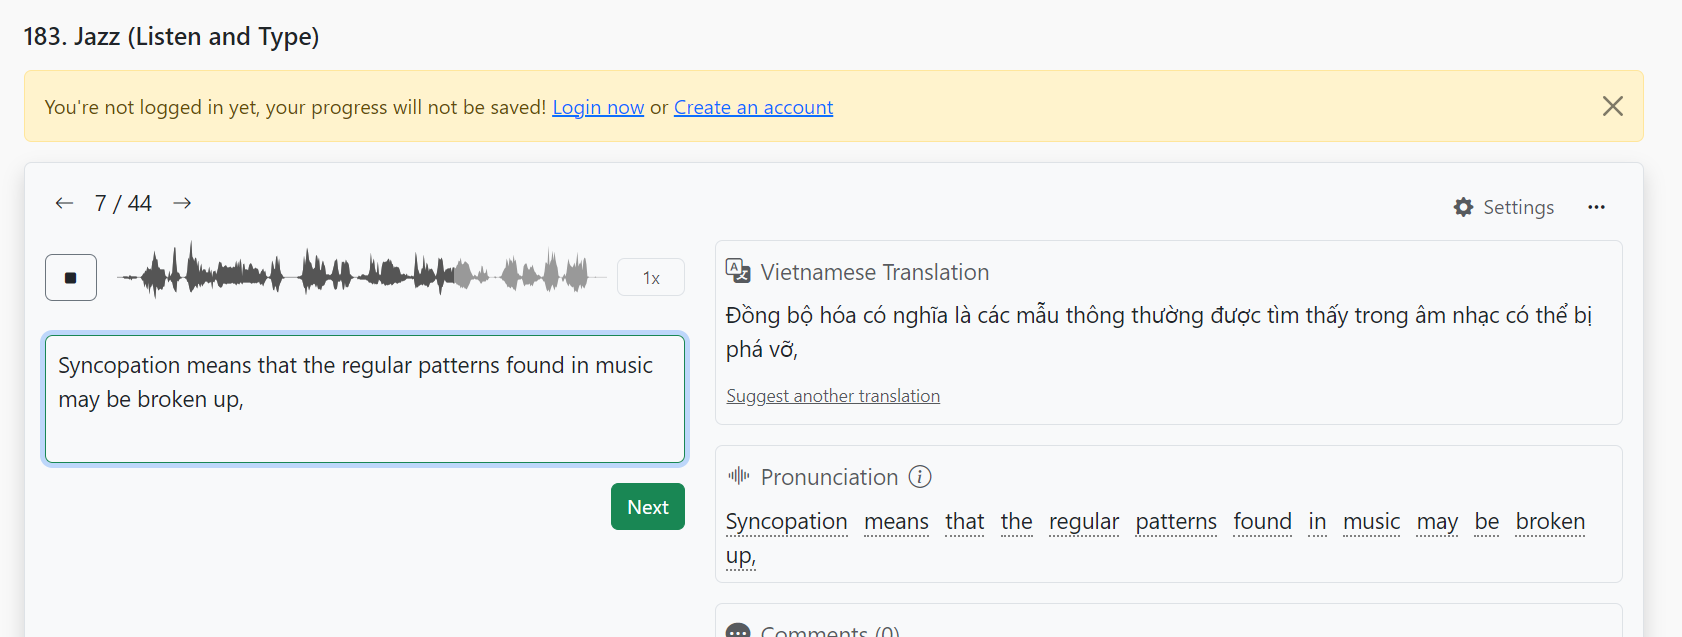 183. Jazz (Listen and Type)
You're not logged in yet, your progress will not be saved! Login now or Create an account
← 7 / 44 →
Settings
1x
Syncopation means that the regular patterns found in music
may be broken up,
Next
Vietnamese Translation
Đồng bộ hóa có nghĩa là các mẫu thông thường được tìm thấy trong âm nhạc có thể bị
phá vỡ,
Suggest another translation
Pronunciation
Syncopation means that the regular patterns found in music may be broken
up,
Comments (0)